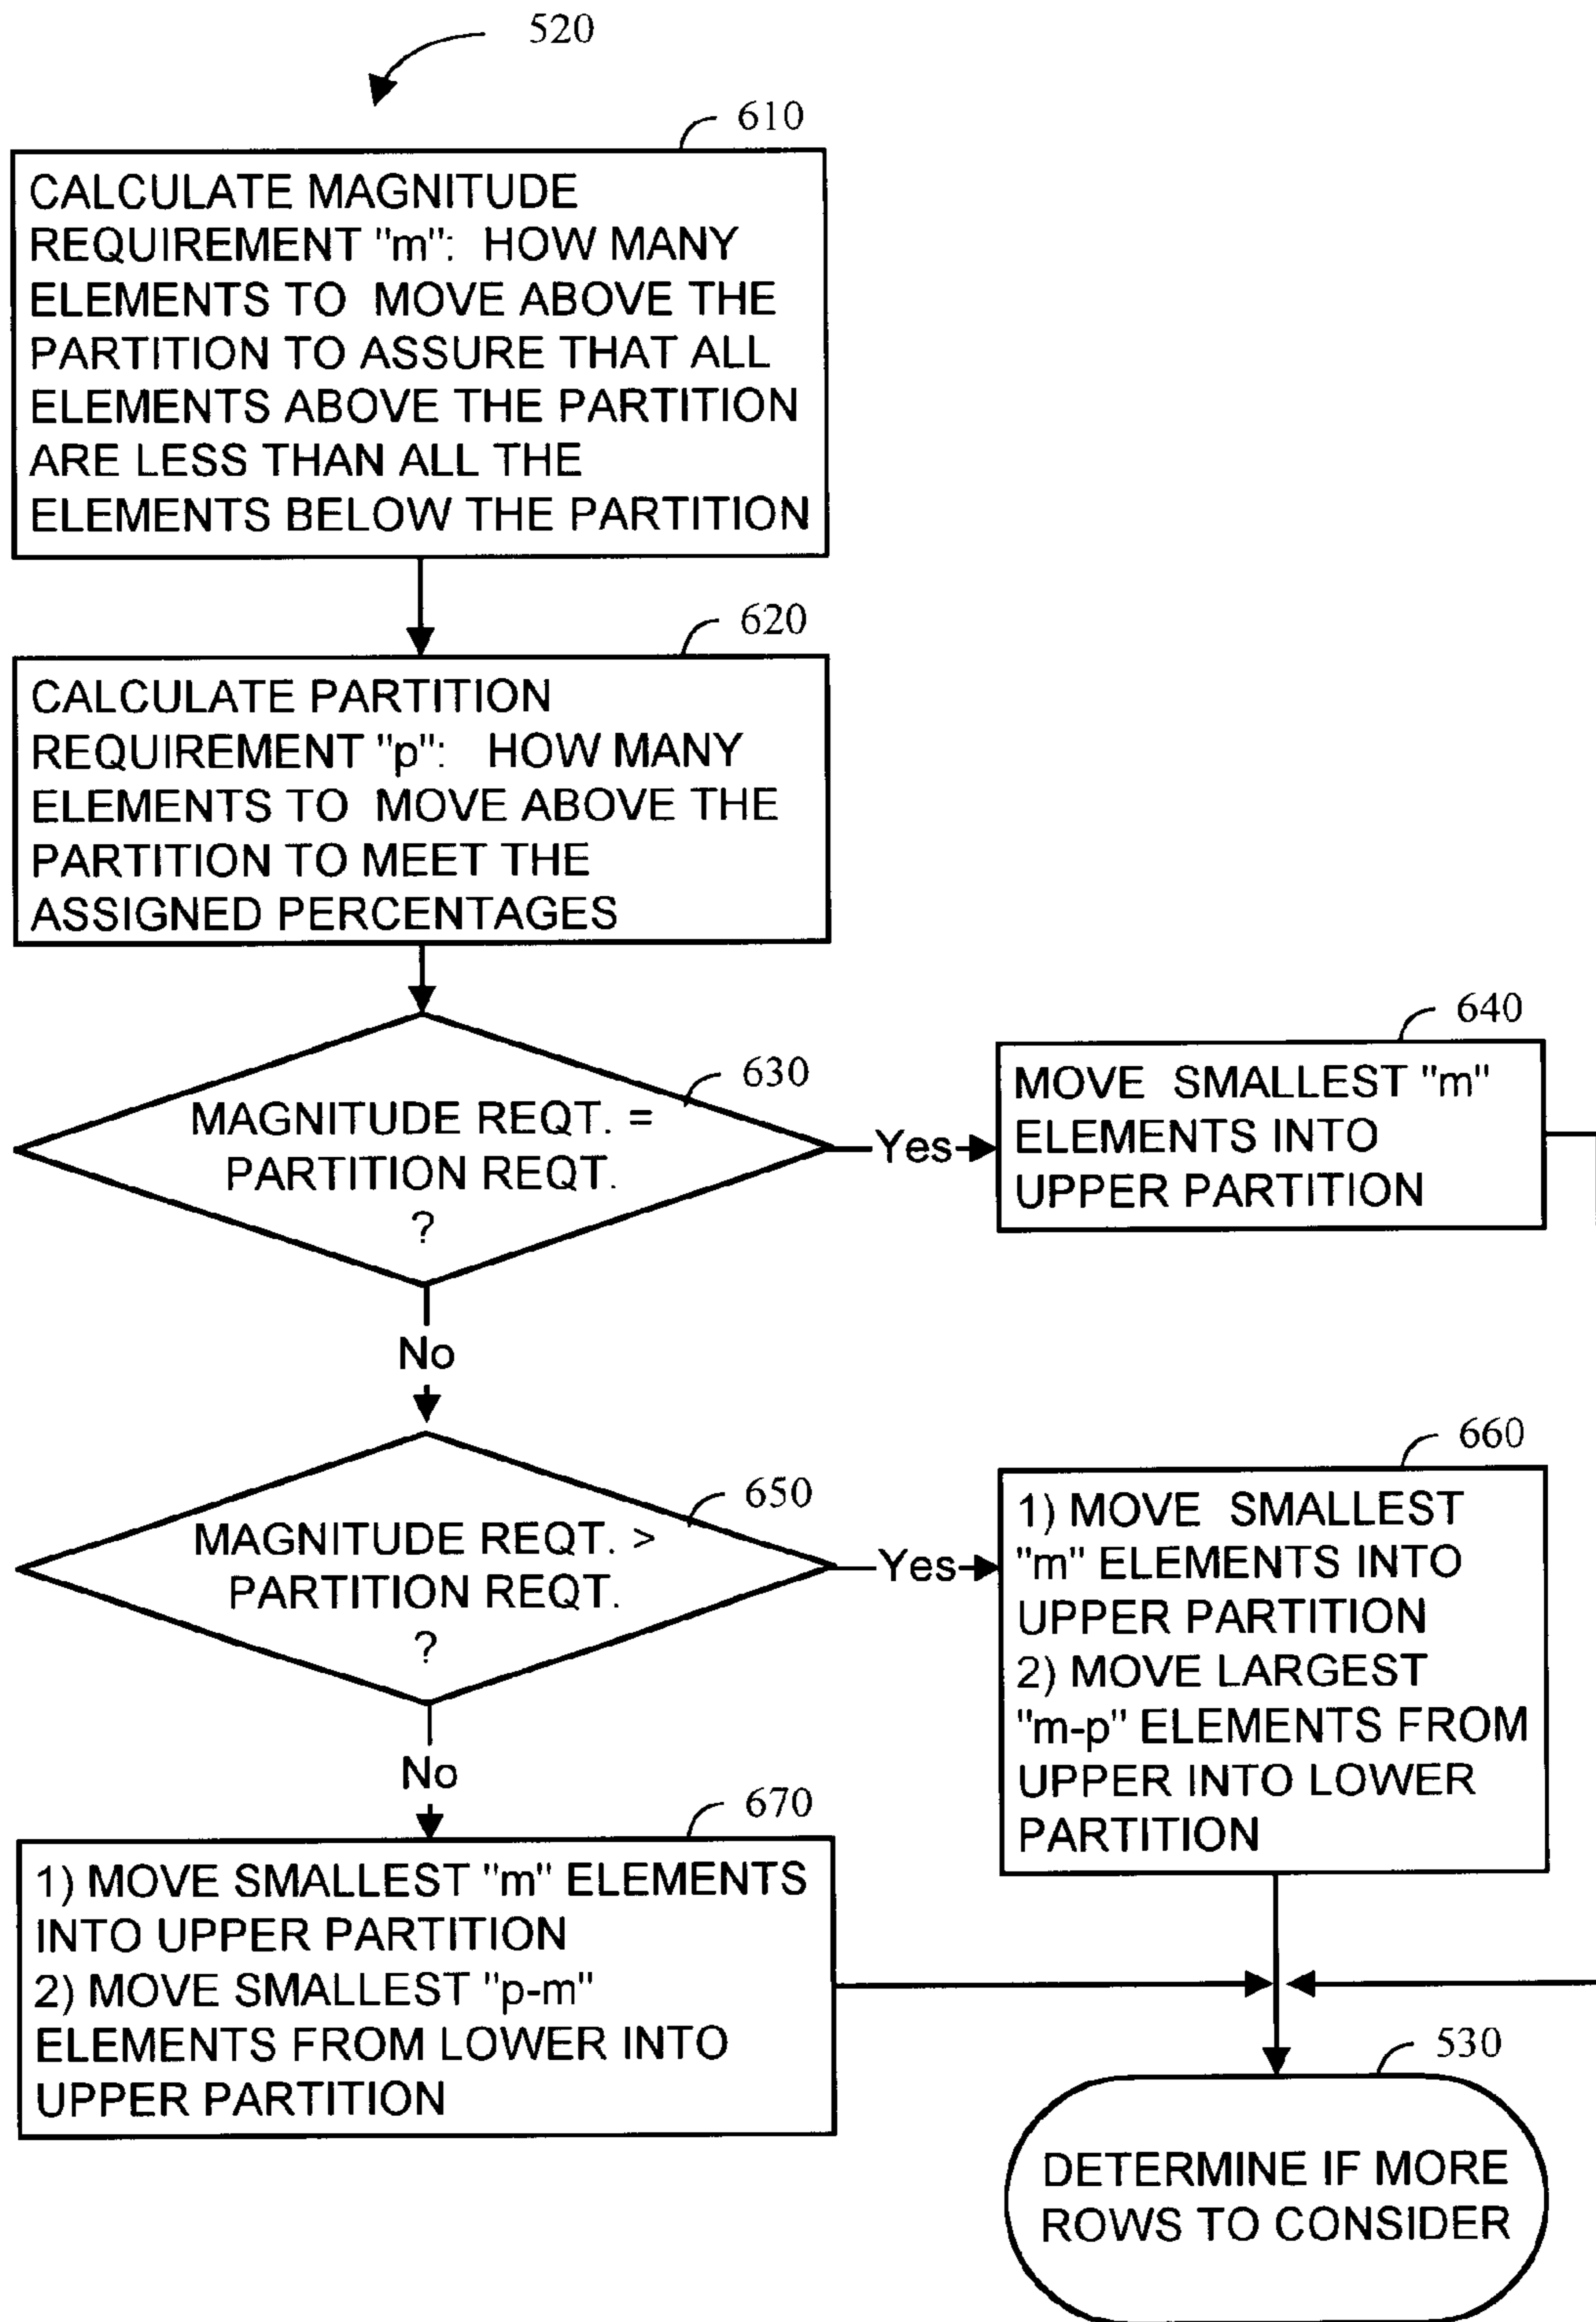 520
610
CALCULATE MAGNITUDE
REQUIREMENT "m": HOW MANY
ELEMENTS TO MOVE ABOVE THE
PARTITION TO ASSURE THAT ALL
ELEMENTS ABOVE THE PARTITION
ARE LESS THAN ALL THE
ELEMENTS BELOW THE PARTITION
620
CALCULATE PARTITION
REQUIREMENT "p": HOW MANY
ELEMENTS TO MOVE ABOVE THE
PARTITION TO MEET THE
ASSIGNED PERCENTAGES
630
MAGNITUDE REQT. =
PARTITION REQT.
?
Yes
640
MOVE SMALLEST "m"
ELEMENTS INTO
UPPER PARTITION
No
650
MAGNITUDE REQT. >
PARTITION REQT.
?
Yes
660
1) MOVE SMALLEST
"m" ELEMENTS INTO
UPPER PARTITION
2) MOVE LARGEST
"m-p" ELEMENTS FROM
UPPER INTO LOWER
PARTITION
No
670
1) MOVE SMALLEST "m" ELEMENTS
INTO UPPER PARTITION
2) MOVE SMALLEST "p-m"
ELEMENTS FROM LOWER INTO
UPPER PARTITION
530
DETERMINE IF MORE
ROWS TO CONSIDER